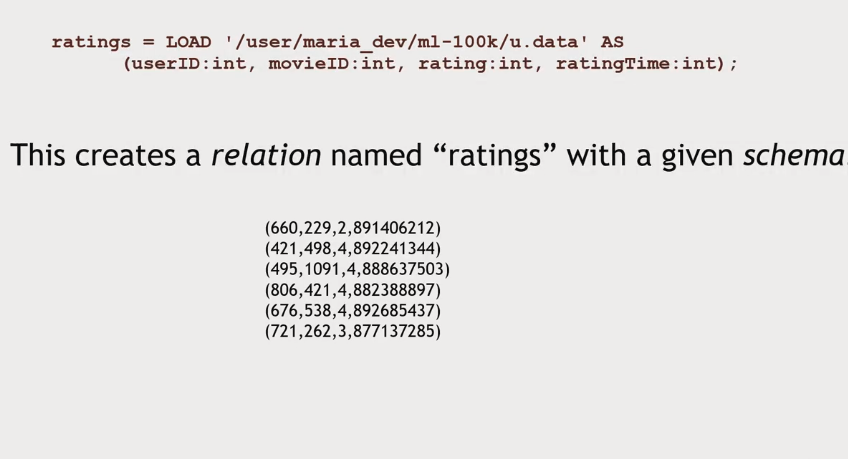 ratings = LOAD '/user/maria_dev/ml-100k/u.data' AS
(userID:int, movieID:int, rating:int, ratingTime:int);
This creates a relation named “ratings” with a given schema.
(660,229,2,891406212)
(421,498,4,892241344)
(495,1091,4,888637503)
(806,421,4,882388897)
(676,538,4,892685437)
(721,262,3,877137285)